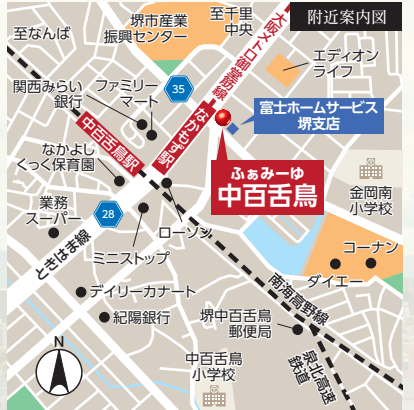 附近案内図
至なんば
堺市産業
振興センター
至千里
中央
大阪メトロ御堂筋線
エディオン
ライフ
35
関西みらい
銀行
ファミリー
マート
なかもず駅
富士ホームサービス
堺支店
中百舌鳥駅
ふぁみーゆ
中百舌鳥
なかよし
くっく保育園
金岡南
小学校
業務
スーパー
28
ローソン
ときはま線
ミニストップ
コーナン
ダイエー
南海高野線
デイリーカナート
紀陽銀行
堺中百舌鳥
郵便局
泉北高速
鉄道
中百舌鳥
小学校
N